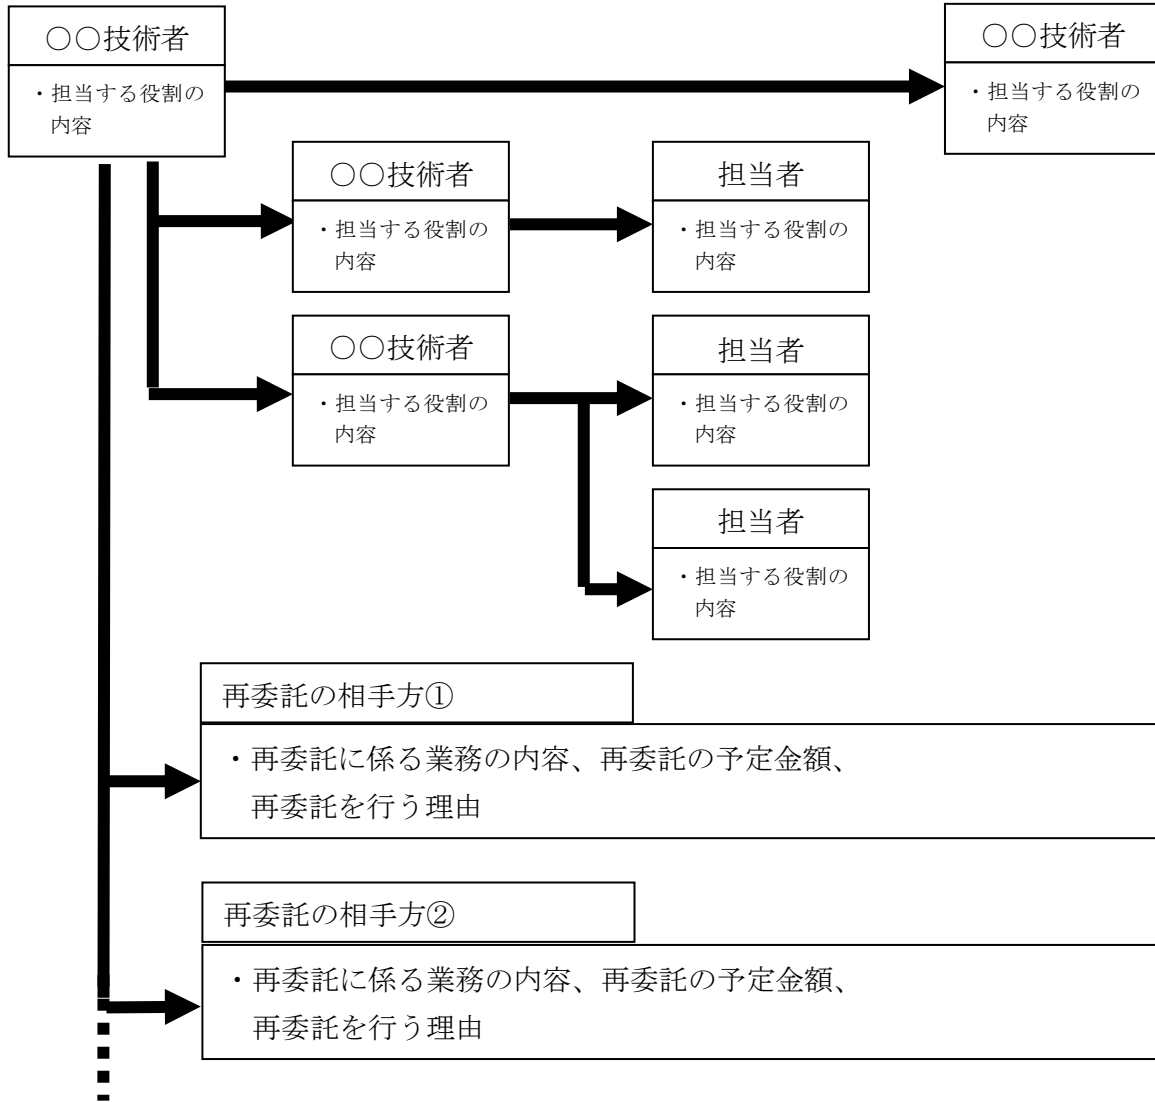 ○○技術者
・担当する役割の
内容
○○技術者
・担当する役割の
内容
○○技術者
・担当する役割の
内容
担当者
・担当する役割の
内容
○○技術者
・担当する役割の
内容
担当者
・担当する役割の
内容
担当者
・担当する役割の
内容
再委託の相手方①
・再委託に係る業務の内容、再委託の予定金額、
再委託を行う理由
再委託の相手方②
・再委託に係る業務の内容、再委託の予定金額、
再委託を行う理由